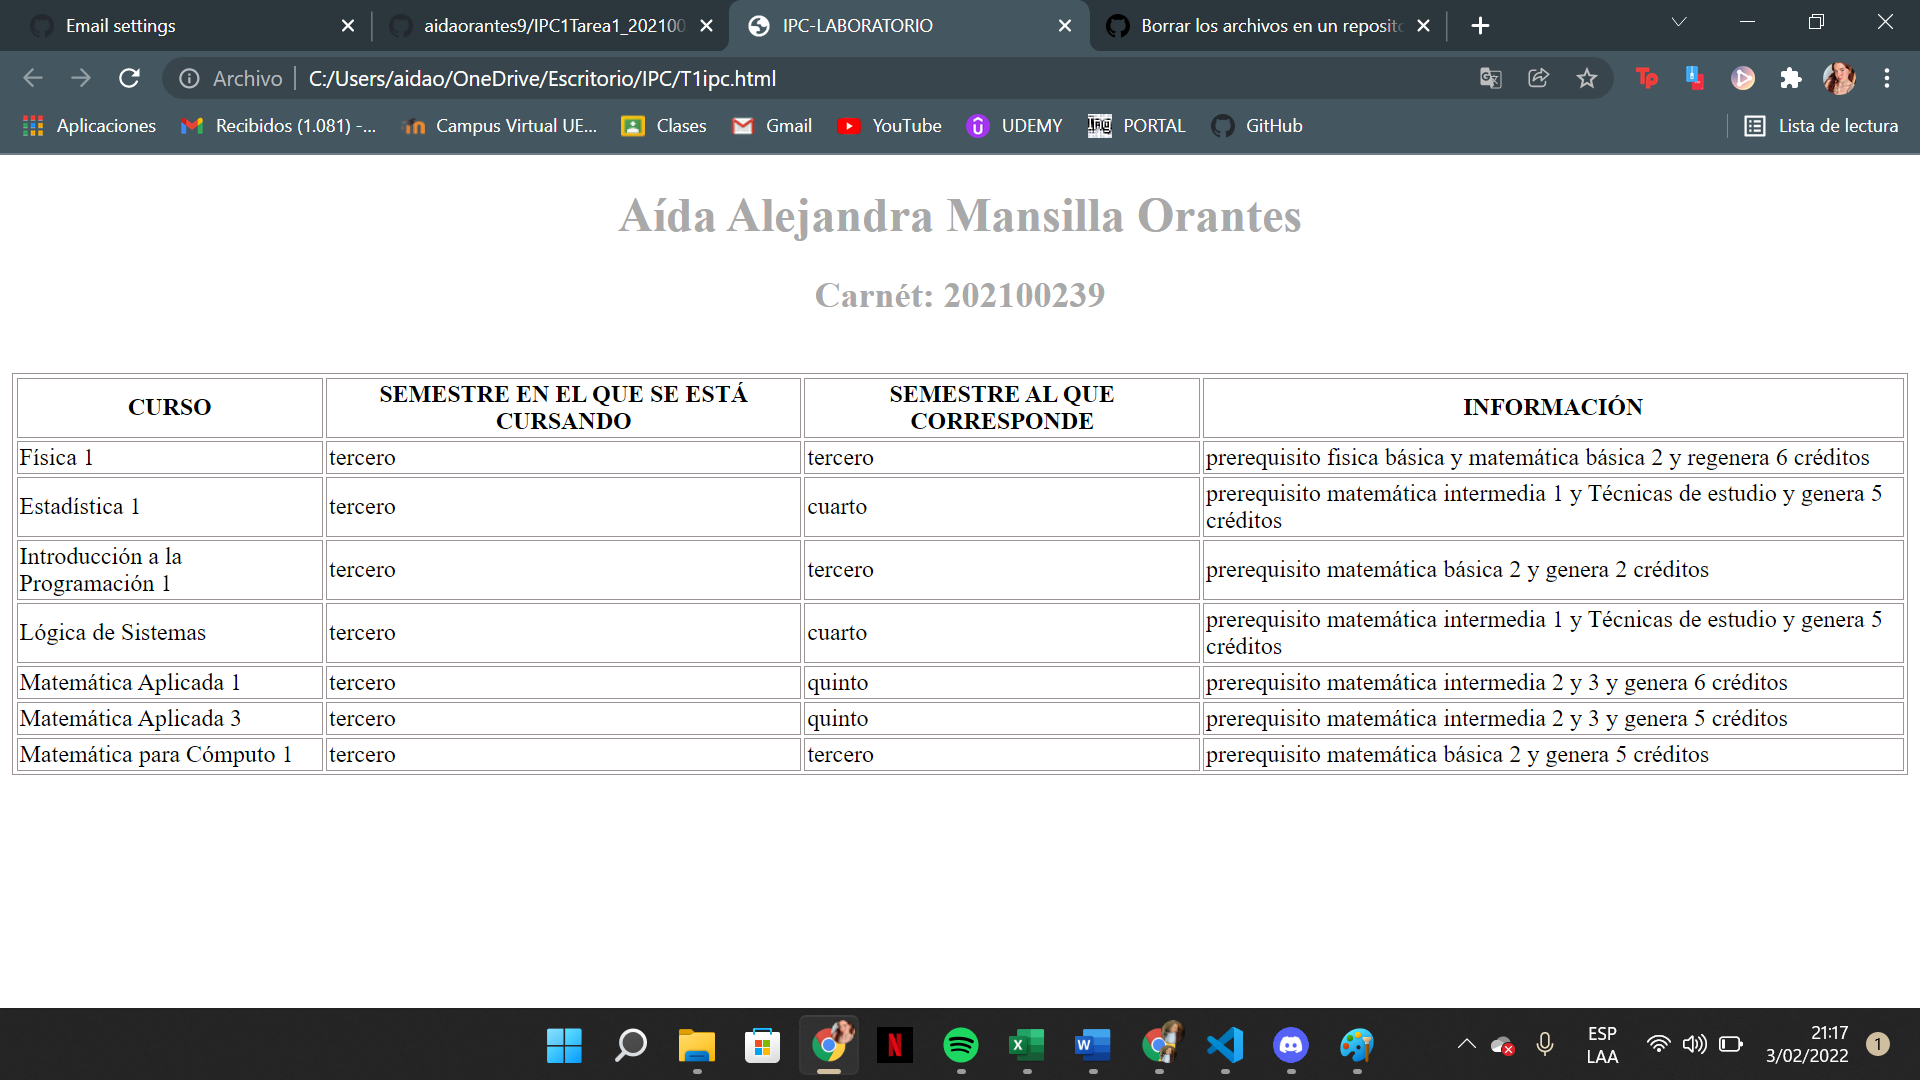 Email settings
aidaorantes9/IPC1Tarea1_202100
IPC-LABORATORIO
Borrar los archivos en un reposito
Archivo
C:/Users/aidao/OneDrive/Escritorio/IPC/T1ipc.html
Aplicaciones
Recibidos (1.081) -...
Campus Virtual UE...
Clases
Gmail
YouTube
UDEMY
PORTAL
GitHub
Lista de lectura
Aída Alejandra Mansilla Orantes
Carnét: 202100239
CURSO
SEMESTRE EN EL QUE SE ESTÁ
CURSANDO
SEMESTRE AL QUE
CORRESPONDE
INFORMACIÓN
Física 1
tercero
tercero
prerequisito fisica básica y matemática básica 2 y regenera 6 créditos
Estadística 1
tercero
cuarto
prerequisito matemática intermedia 1 y Técnicas de estudio y genera 5
créditos
Introducción a la
Programación 1
tercero
tercero
prerequisito matemática básica 2 y genera 2 créditos
Lógica de Sistemas
tercero
cuarto
prerequisito matemática intermedia 1 y Técnicas de estudio y genera 5
créditos
Matemática Aplicada 1
tercero
quinto
prerequisito matemática intermedia 2 y 3 y genera 6 créditos
Matemática Aplicada 3
tercero
quinto
prerequisito matemática intermedia 2 y 3 y genera 5 créditos
Matemática para Cómputo 1
tercero
tercero
prerequisito matemática básica 2 y genera 5 créditos
ESP
LAA
21:17
3/02/2022
1